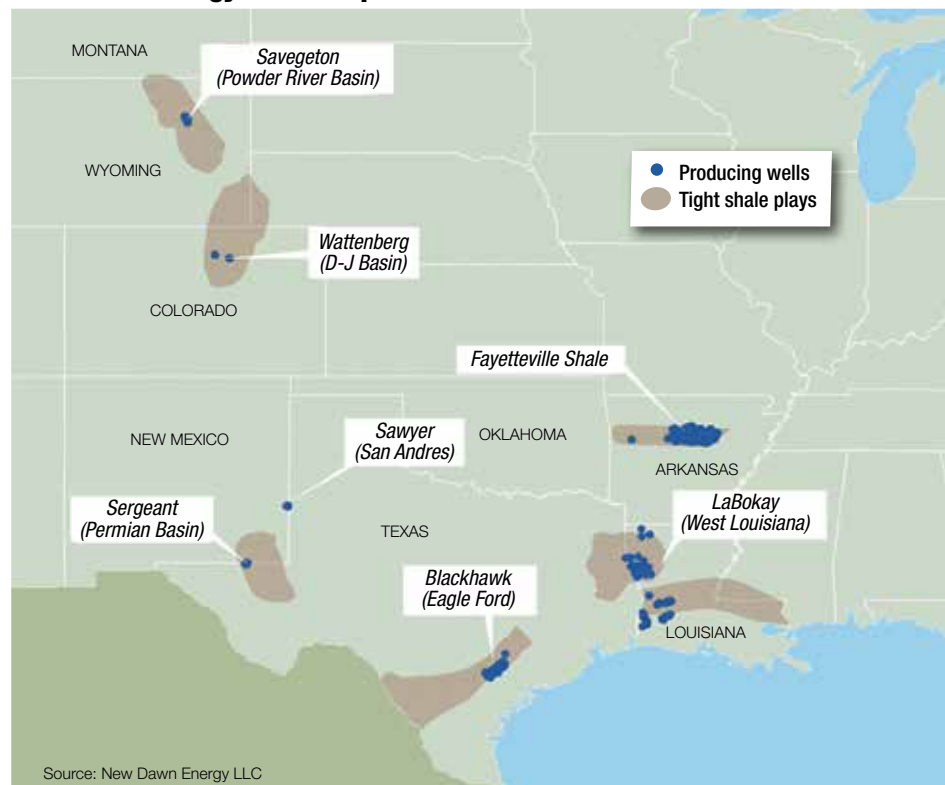 MONTANA
Savegeton
(Powder River Basin)
WYOMING
Producing wells
Tight shale plays
Wattenberg
(D-J Basin)
COLORADO
Fayetteville Shale
NEW MEXICO
Sawyer
(San Andres)
OKLAHOMA
ARKANSAS
Sergeant
(Permian Basin)
TEXAS
LaBokay
(West Louisiana)
Blackhawk
(Eagle Ford)
LOUISIANA
Source: New Dawn Energy LLC